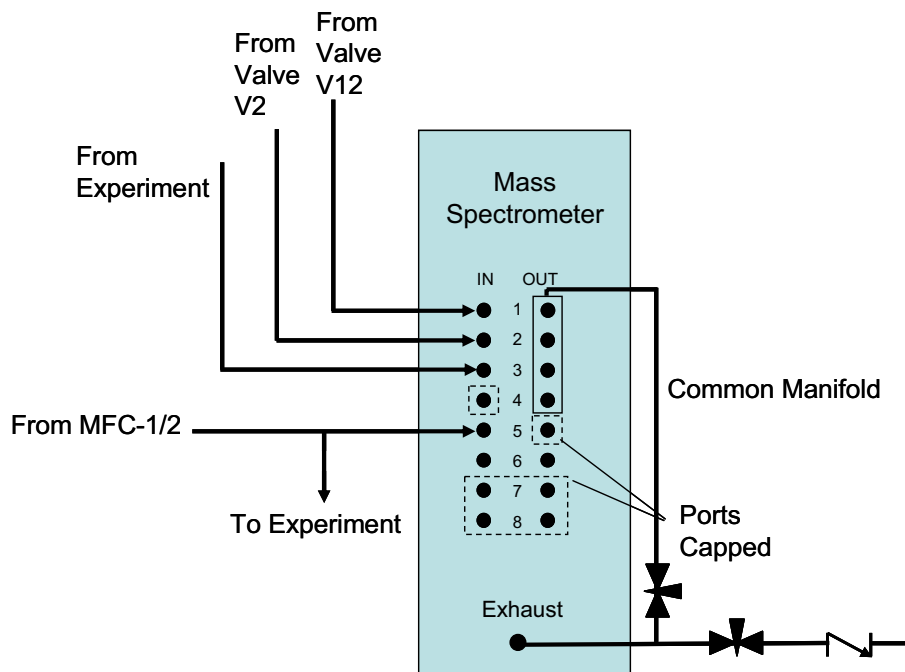 From
Valve
V2
From
Valve
V12
From
Experiment
Mass
Spectrometer
IN OUT
1
2
3
4
5
6
7
8
Common Manifold
From MFC-1/2
To Experiment
Ports
Capped
Exhaust